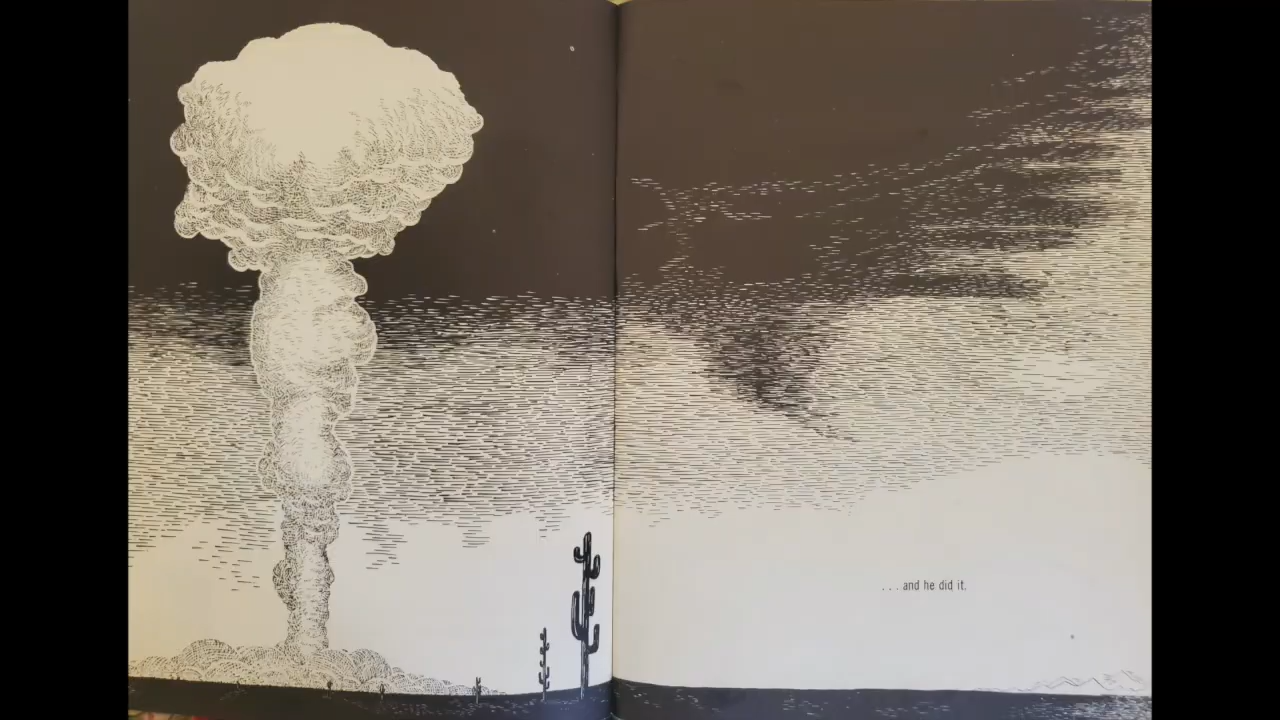 . . . and he did it.